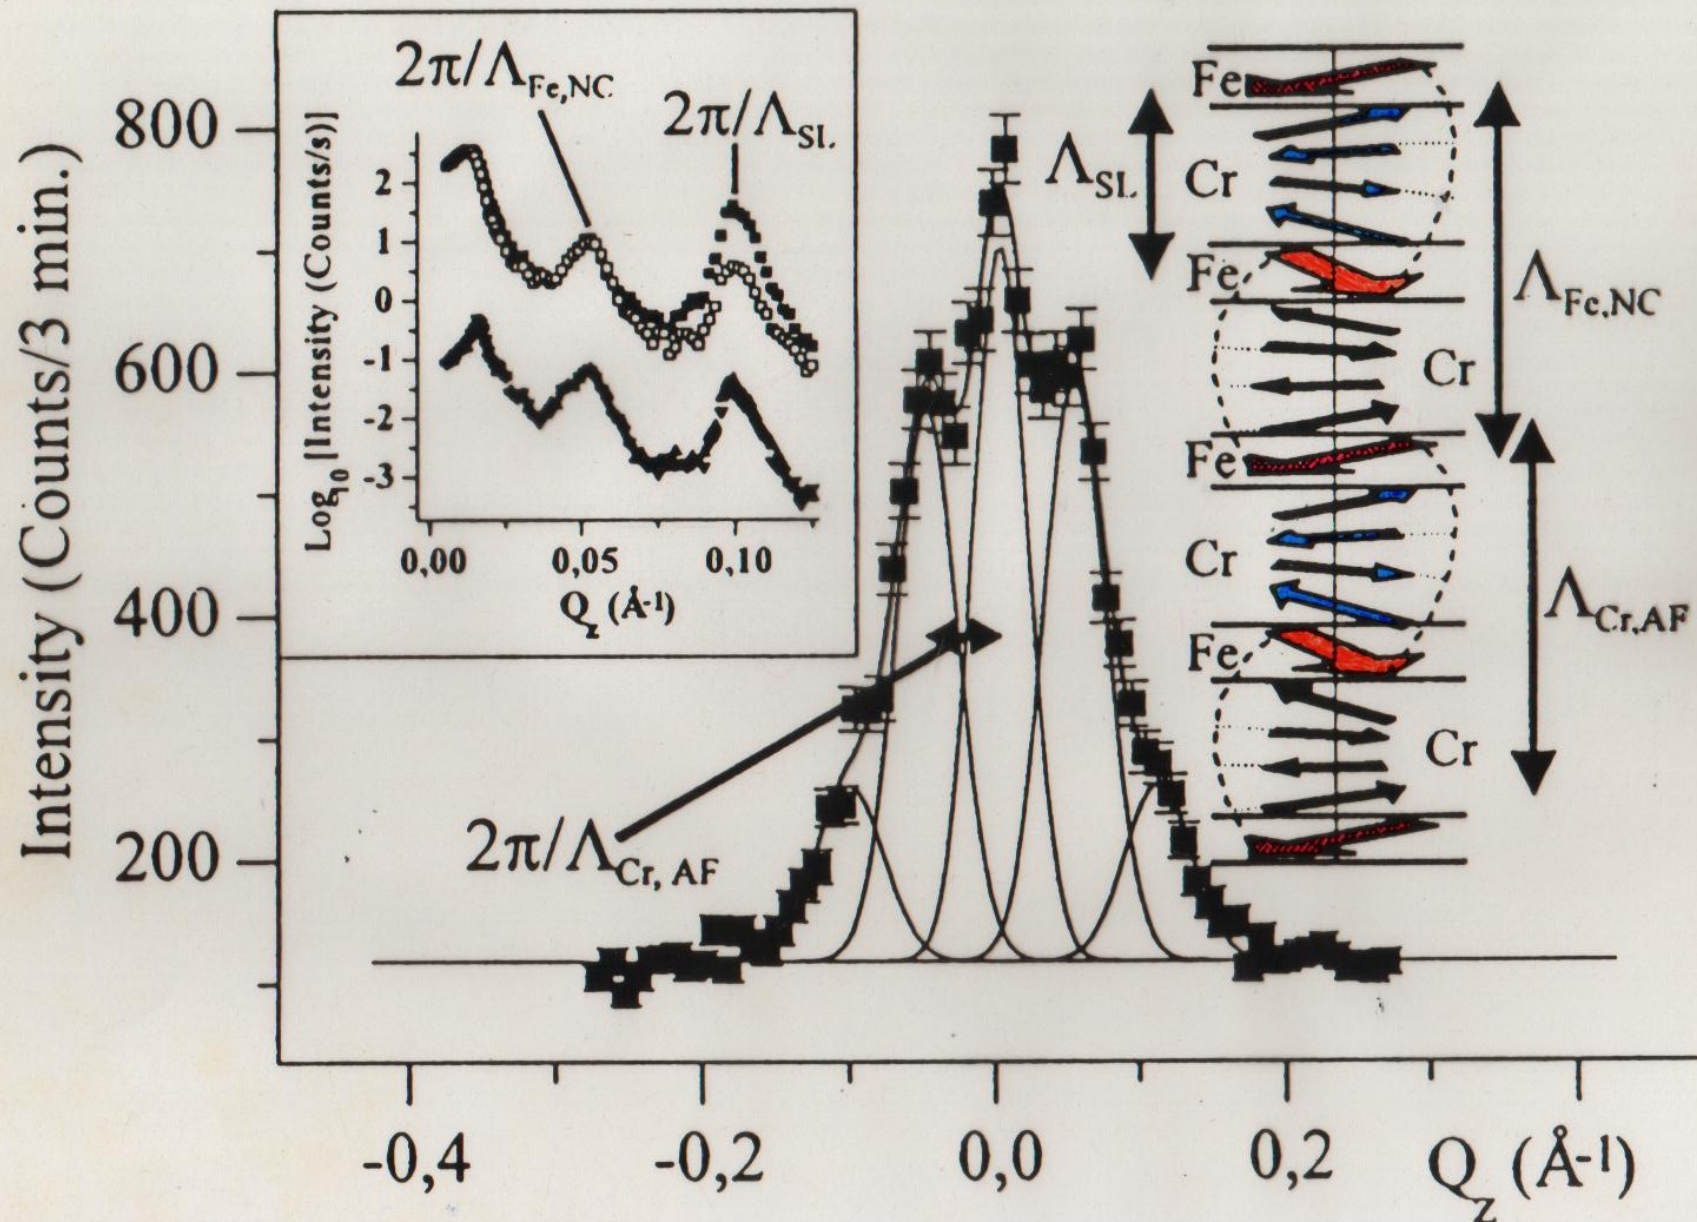 Intensity (Counts/3 min.)
800
600
400
200
-0,4
-0,2
0,0
0,2
Q_z (Å-1)
2π/Λ_Fe,NC
2π/Λ_SL
Log10 [Intensity (Counts/s)]
2
1
0
-1
-2
-3
0,00
0,05
0,10
Q_z (Å-1)
2π/Λ_Cr, AF
Λ_SL
Fe
Cr
Fe
Cr
Fe
Cr
Fe
Cr
Λ_Fe,NC
Λ_Cr,AF